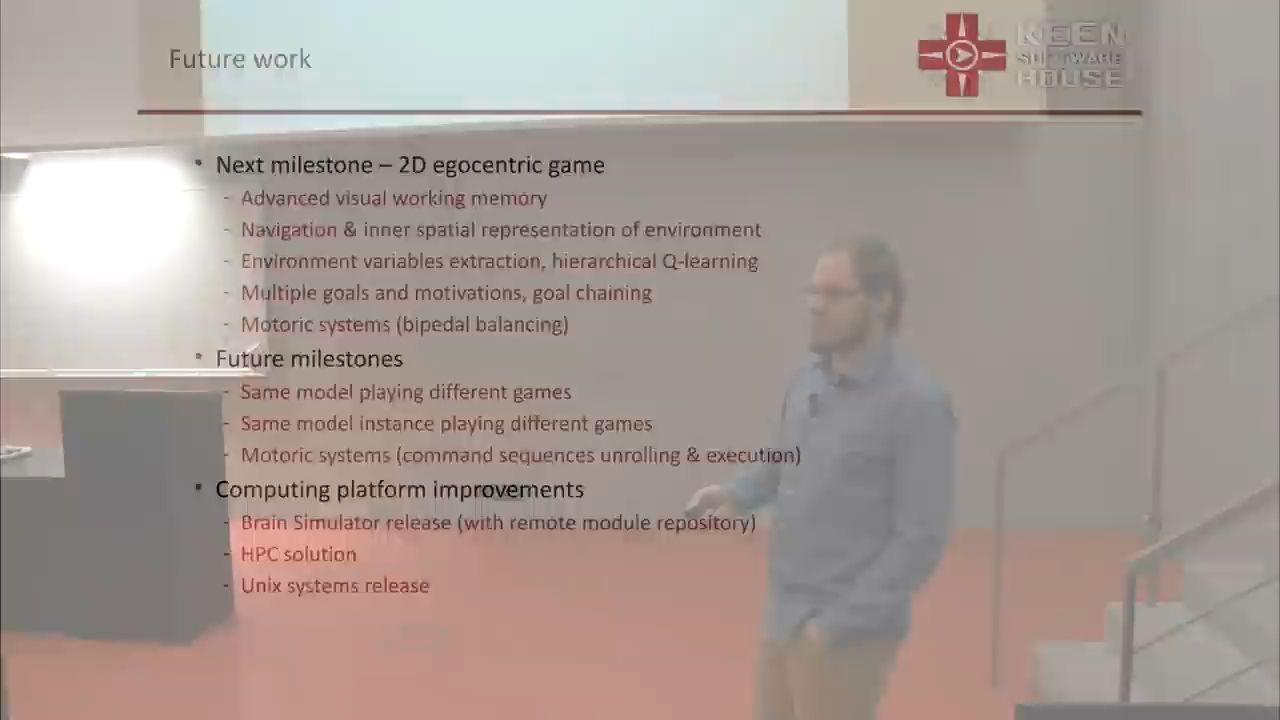 Future work
KEEN
SOFTWARE
HOUSE
• Next milestone – 2D egocentric game
- Advanced visual working memory
- Navigation & inner spatial representation of environment
- Environment variables extraction, hierarchical Q-learning
- Multiple goals and motivations, goal chaining
- Motoric systems (bipedal balancing)
• Future milestones
- Same model playing different games
- Same model instance playing different games
- Motoric systems (command sequences unrolling & execution)
• Computing platform improvements
- Brain Simulator release (with remote module repository)
- HPC solution
- Unix systems release